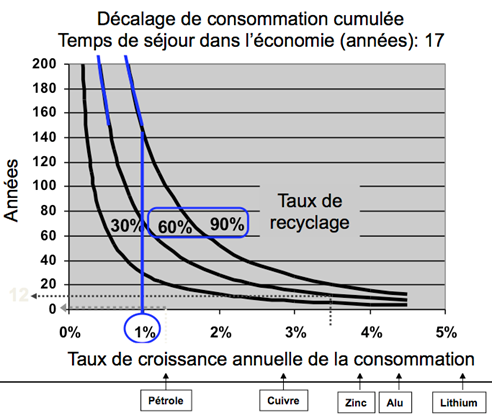 Décalage de consommation cumulée
Temps de séjour dans l'économie (années): 17
Années
200
180
160
140
120
100
80
60
40
20
12
0
30%
60%
90%
Taux de
recyclage
0%
1%
2%
3%
4%
5%
Taux de croissance annuelle de la consommation
Pétrole
Cuivre
Zinc
Alu
Lithium